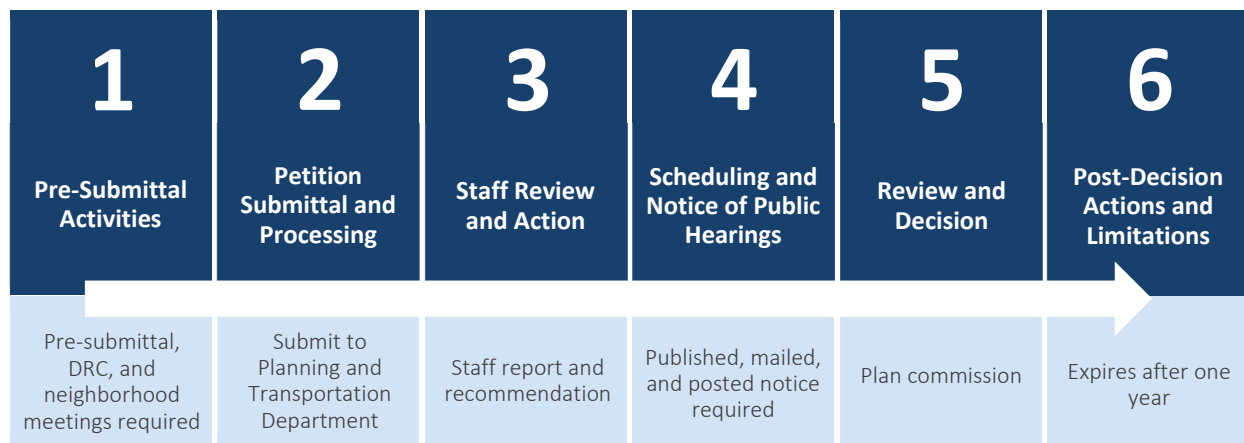 1
Pre-Submittal
Activities
Pre-submittal,
DRC, and
neighborhood
meetings required
2
Petition
Submittal and
Processing
Submit to
Planning and
Transportation
Department
3
Staff Review
and Action
Staff report and
recommendation
4
Scheduling and
Notice of Public
Hearings
Published, mailed,
and posted notice
required
5
Review and
Decision
Plan commission
6
Post-Decision
Actions and
Limitations
Expires after one
year